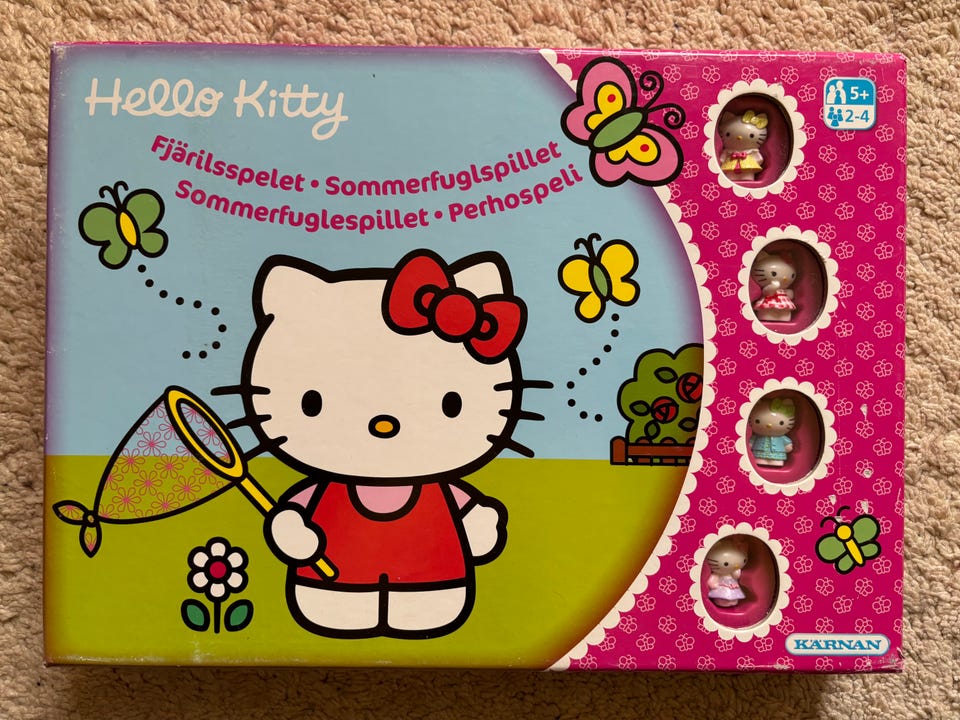 Hello Kitty
Fjärilsspelet • Sommerfuglspillet
Sommerfuglespillet • Perhospeli
5+
2-4
KÄRNAN